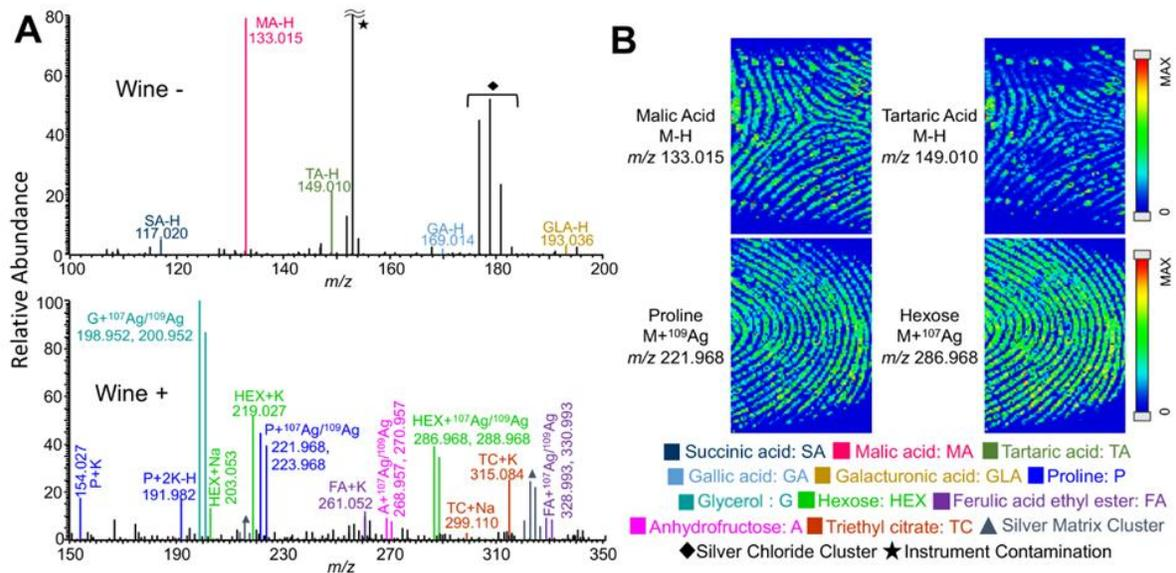 A
80
60
40
20
0
Wine -
MA-H
133.015
★
◆
TA-H
149.010
SA-H
117.020
GA-H
169.014
GLA-H
193.036
100 120 140 160 180 200
m/z
Relative Abundance
100
80
60
40
20
0
G+¹⁰⁷Ag/¹⁰⁹Ag
198.952, 200.952
Wine +
154.027
P+K
P+2K-H
191.982
HEX+Na
203.053
HEX+K
219.027
P+¹⁰⁷Ag/¹⁰⁹Ag
221.968,
223.968
FA+K
261.052
A+¹⁰⁷Ag/¹⁰⁹Ag
268.957, 270.957
HEX+¹⁰⁷Ag/¹⁰⁹Ag
286.968, 288.968
TC+K
315.084
TC+Na
299.110
FA+¹⁰⁷Ag/¹⁰⁹Ag
328.993, 330.993
150 190 230 270 310 350
m/z
B
Malic Acid
M-H
m/z 133.015
Tartaric Acid
M-H
m/z 149.010
MAX
0
Proline
M+¹⁰⁹Ag
m/z 221.968
Hexose
M+¹⁰⁷Ag
m/z 286.968
MAX
0
Succinic acid: SA Malic acid: MA Tartaric acid: TA
Gallic acid: GA Galacturonic acid: GLA Proline: P
Glycerol : G Hexose: HEX Ferulic acid ethyl ester: FA
Anhydrofructose: A Triethyl citrate: TC Silver Matrix Cluster
◆Silver Chloride Cluster ★Instrument Contamination